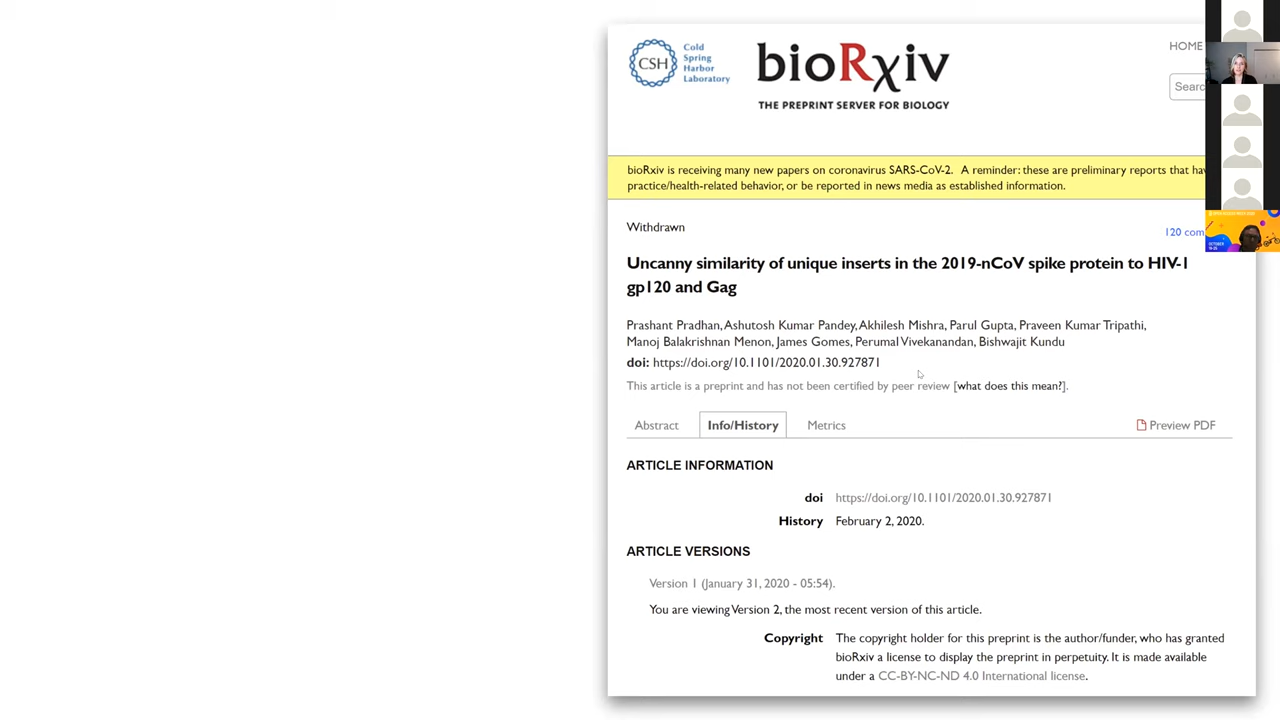 CSH
Cold
Spring
Harbor
Laboratory
bioRχiv
THE PREPRINT SERVER FOR BIOLOGY
HOME
Searc
bioRxiv is receiving many new papers on coronavirus SARS-CoV-2. A reminder: these are preliminary reports that hav
practice/health-related behavior, or be reported in news media as established information.
Withdrawn
120 com
Uncanny similarity of unique inserts in the 2019-nCoV spike protein to HIV-1
gp120 and Gag
Prashant Pradhan, Ashutosh Kumar Pandey, Akhilesh Mishra, Parul Gupta, Praveen Kumar Tripathi,
Manoj Balakrishnan Menon, James Gomes, Perumal Vivekanandan, Bishwajit Kundu
doi: https://doi.org/10.1101/2020.01.30.927871
This article is a preprint and has not been certified by peer review [what does this mean?].
Abstract Info/History Metrics Preview PDF
ARTICLE INFORMATION
doi https://doi.org/10.1101/2020.01.30.927871
History February 2, 2020.
ARTICLE VERSIONS
Version 1 (January 31, 2020 - 05:54).
You are viewing Version 2, the most recent version of this article.
Copyright The copyright holder for this preprint is the author/funder, who has granted
bioRxiv a license to display the preprint in perpetuity. It is made available
under a CC-BY-NC-ND 4.0 International license.